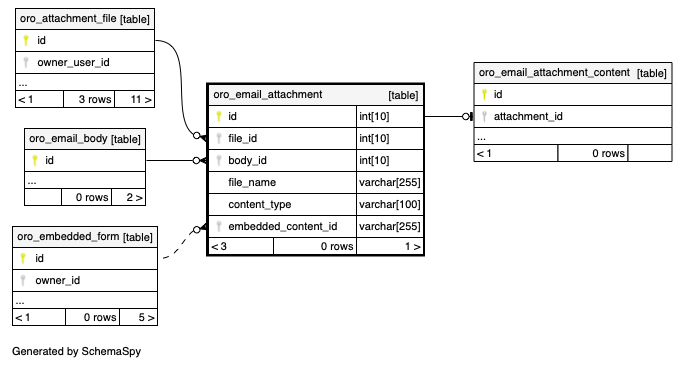 oro_attachment_file [table]
id
owner_user_id
...
< 1 3 rows 11 >
oro_email_body [table]
id
...
0 rows 2 >
oro_embedded_form [table]
id
owner_id
...
< 1 0 rows 5 >
oro_email_attachment [table]
id int[10]
file_id int[10]
body_id int[10]
file_name varchar[255]
content_type varchar[100]
embedded_content_id varchar[255]
< 3 0 rows 1 >
oro_email_attachment_content [table]
id
attachment_id
...
< 1 0 rows
Generated by SchemaSpy